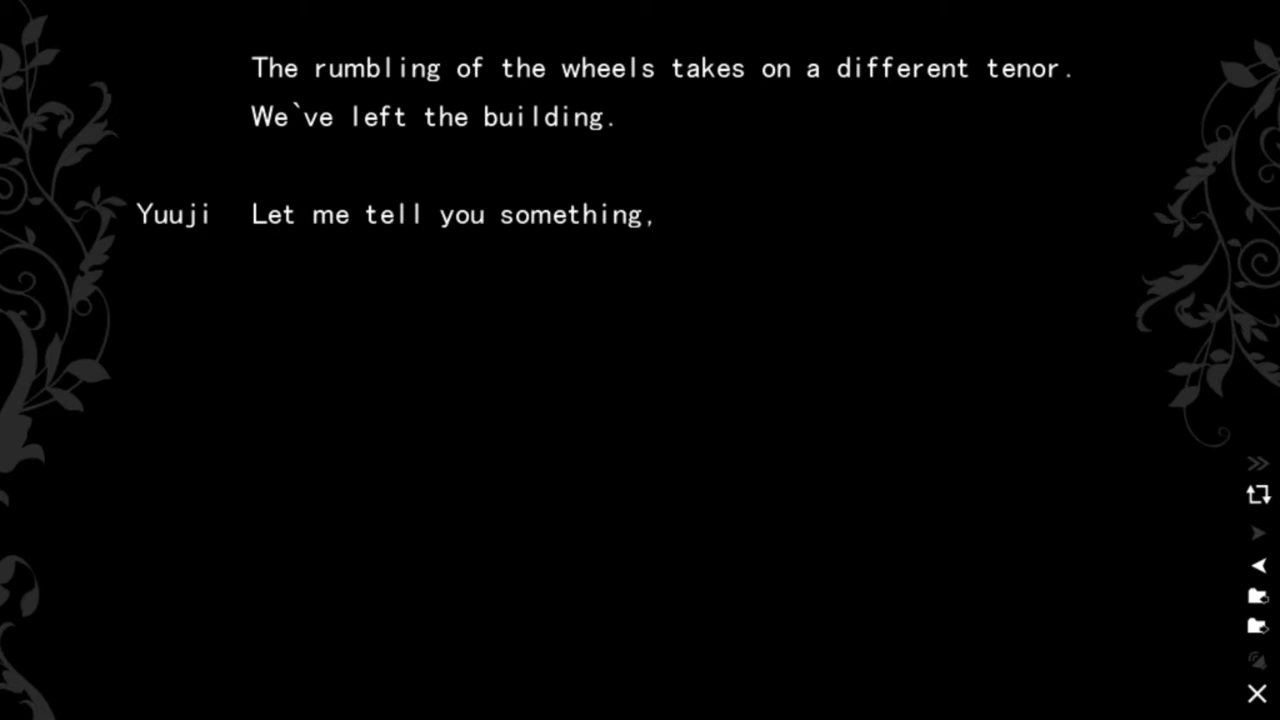 The rumbling of the wheels takes on a different tenor.
We`ve left the building.
Yuuji Let me tell you something,